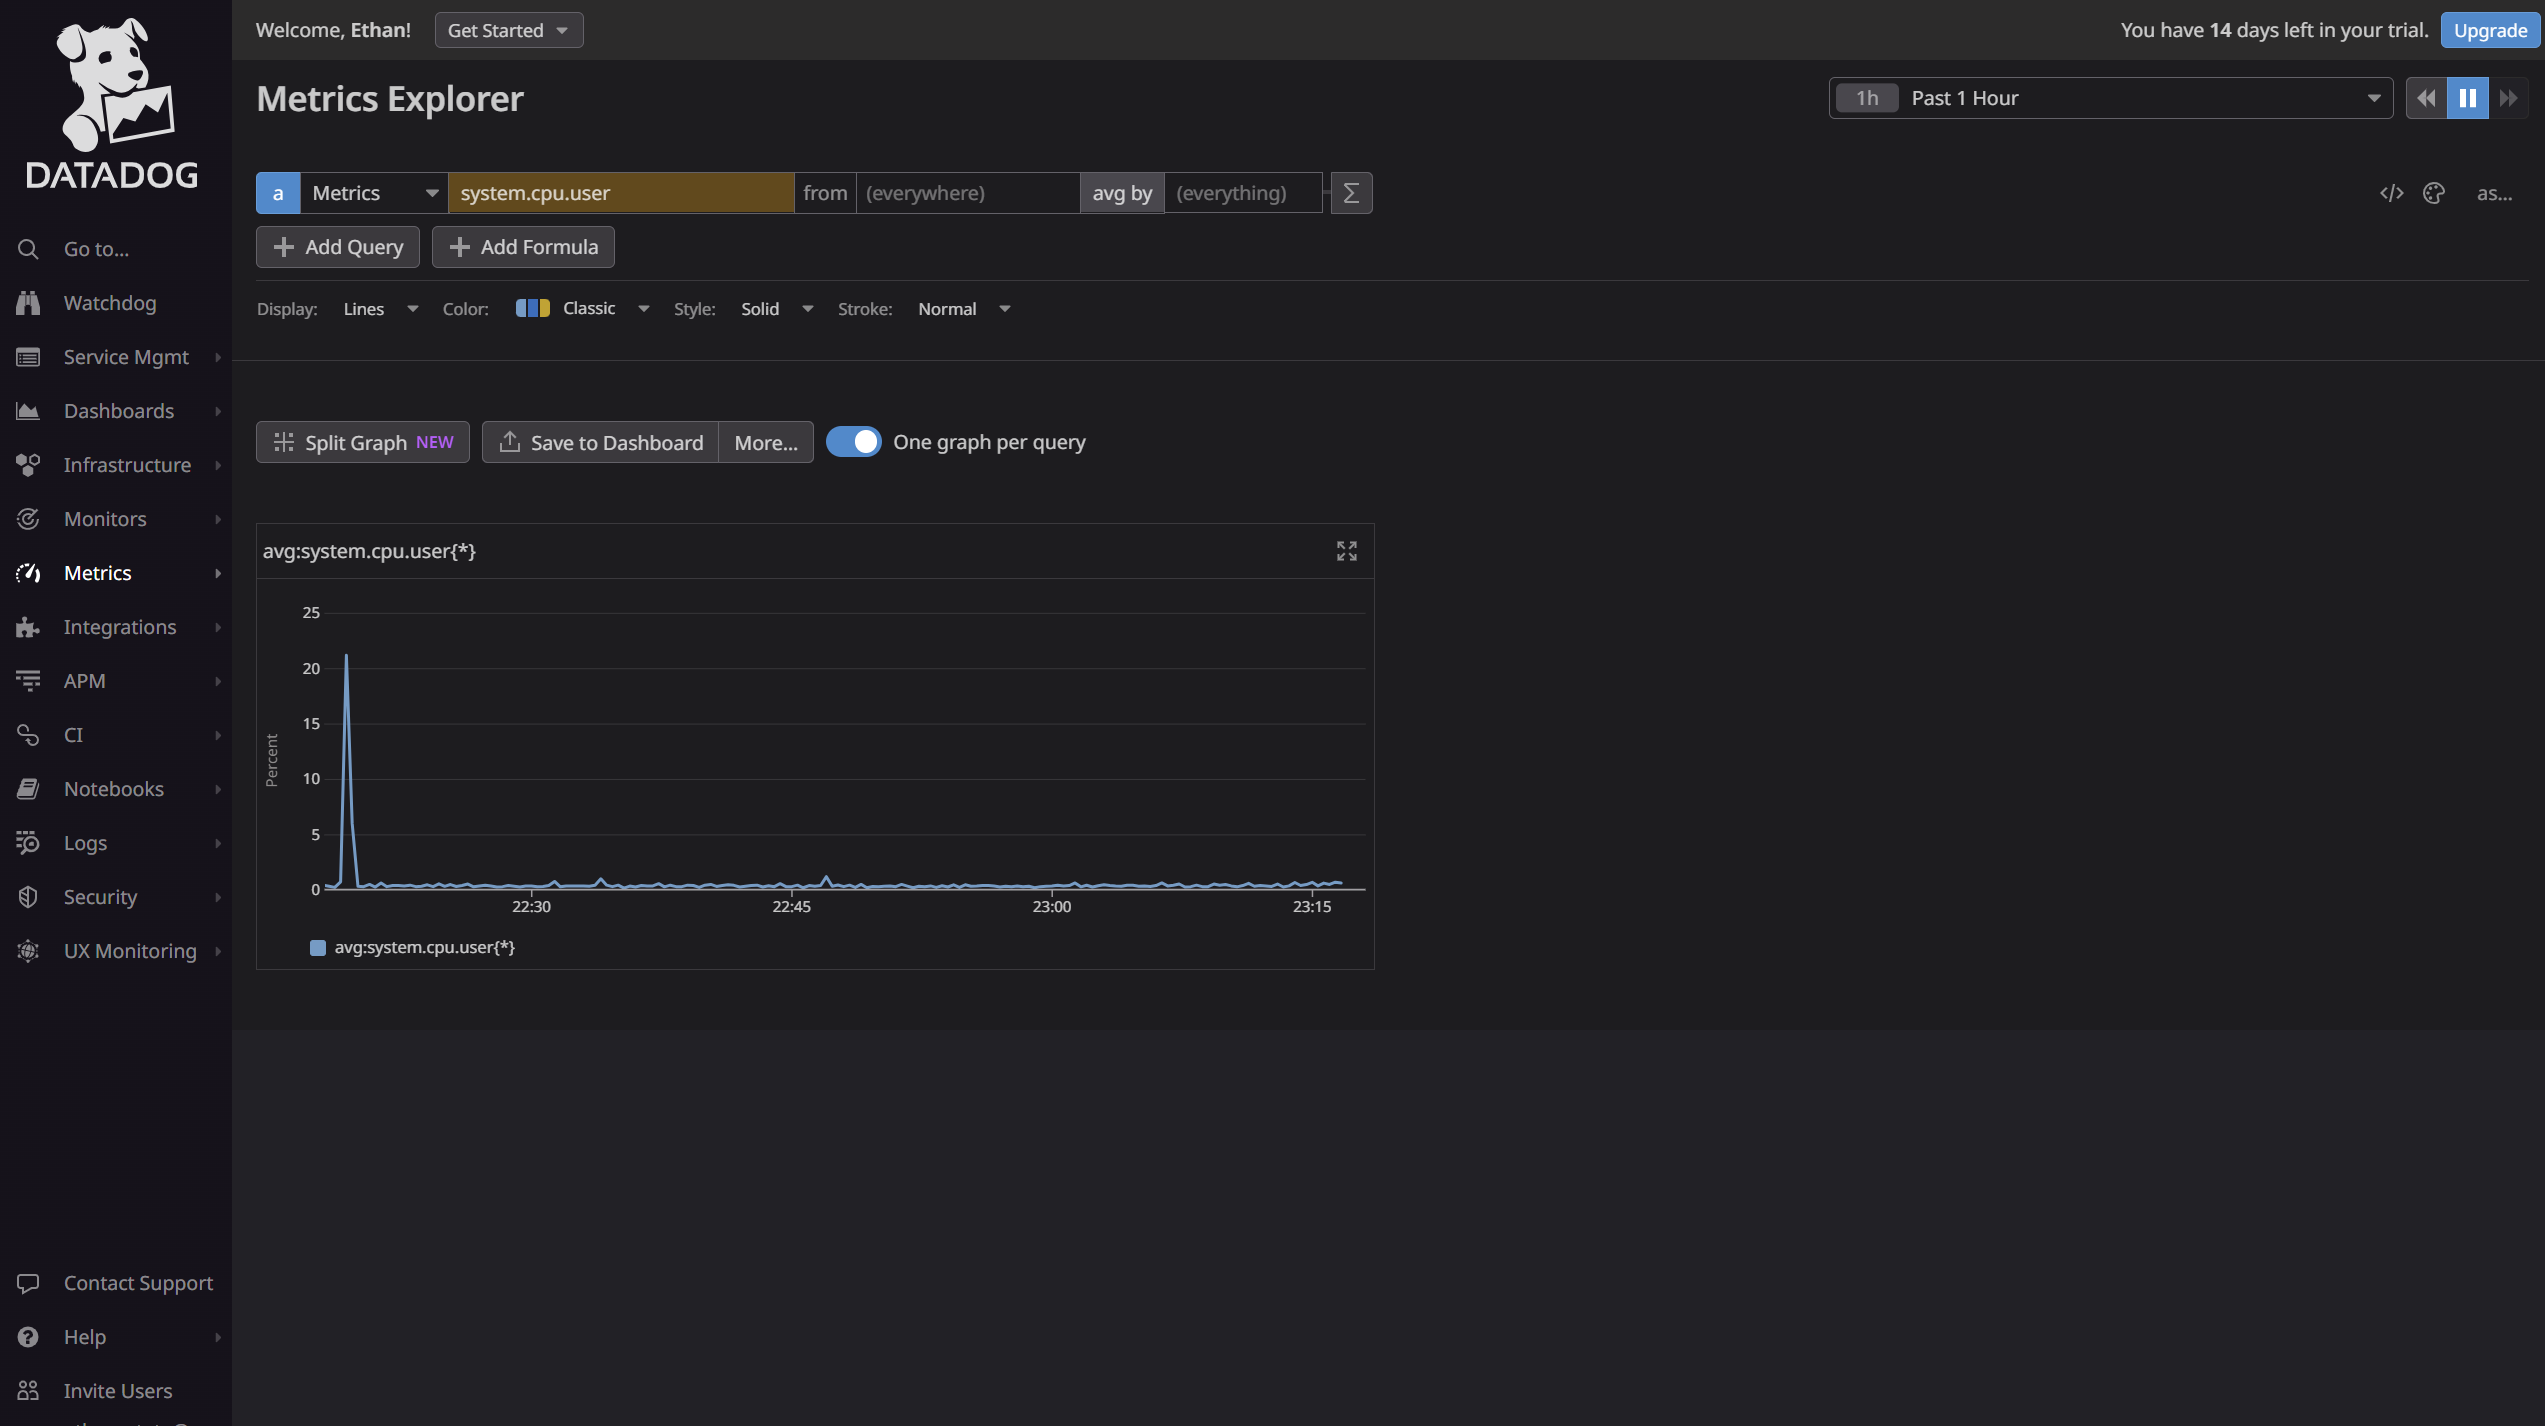 DATADOG
Go to...
Watchdog
Service Mgmt
Dashboards
Infrastructure
Monitors
Metrics
Integrations
APM
CI
Notebooks
Logs
Security
UX Monitoring
Contact Support
Help
Invite Users
Welcome, Ethan!
Get Started
You have 14 days left in your trial.
Upgrade
Metrics Explorer
1h Past 1 Hour
a Metrics system.cpu.user from (everywhere) avg by (everything) Σ
</> as...
Add Query Add Formula
Display: Lines Color: Classic Style: Solid Stroke: Normal
Split Graph NEW Save to Dashboard More... One graph per query
avg:system.cpu.user{*}
Percent
25
20
15
10
5
0
22:30 22:45 23:00 23:15
avg:system.cpu.user{*}